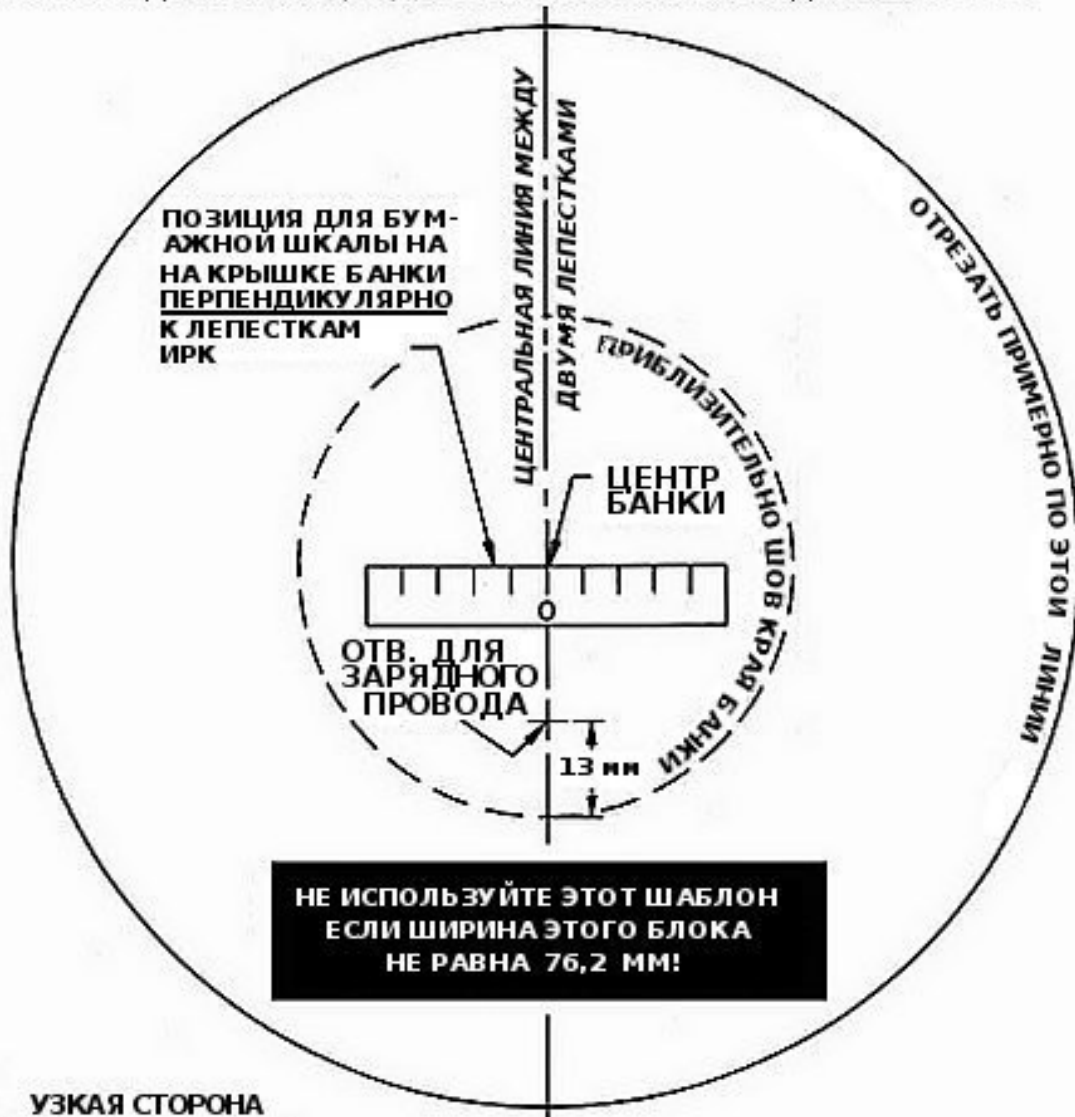 ЦЕНТРАЛЬНАЯ ЛИНИЯ МЕЖДУ
ДВУМЯ ЛЕПЕСТКАМИ
ПОЗИЦИЯ ДЛЯ БУМ-
АЖНОЙ ШКАЛЫ НА
НА КРЫШКЕ БАНКИ
ПЕРПЕНДИКУЛЯРНО
К ЛЕПЕСТКАМ
ИРК
ОТРЕЗАТЬ ПРИМЕРНО ПО ЭТОЙ ЛИНИИ
ПРИБЛИЗИТЕЛЬНО ШОВ КРАЯ БАНКИ
ЦЕНТР
БАНКИ
0
ОТВ. ДЛЯ
ЗАРЯДНОГО
ПРОВОДА
13 мм
НЕ ИСПОЛЬЗУЙТЕ ЭТОТ ШАБЛОН
ЕСЛИ ШИРИНА ЭТОГО БЛОКА
НЕ РАВНА 76,2 ММ!
УЗКАЯ СТОРОНА